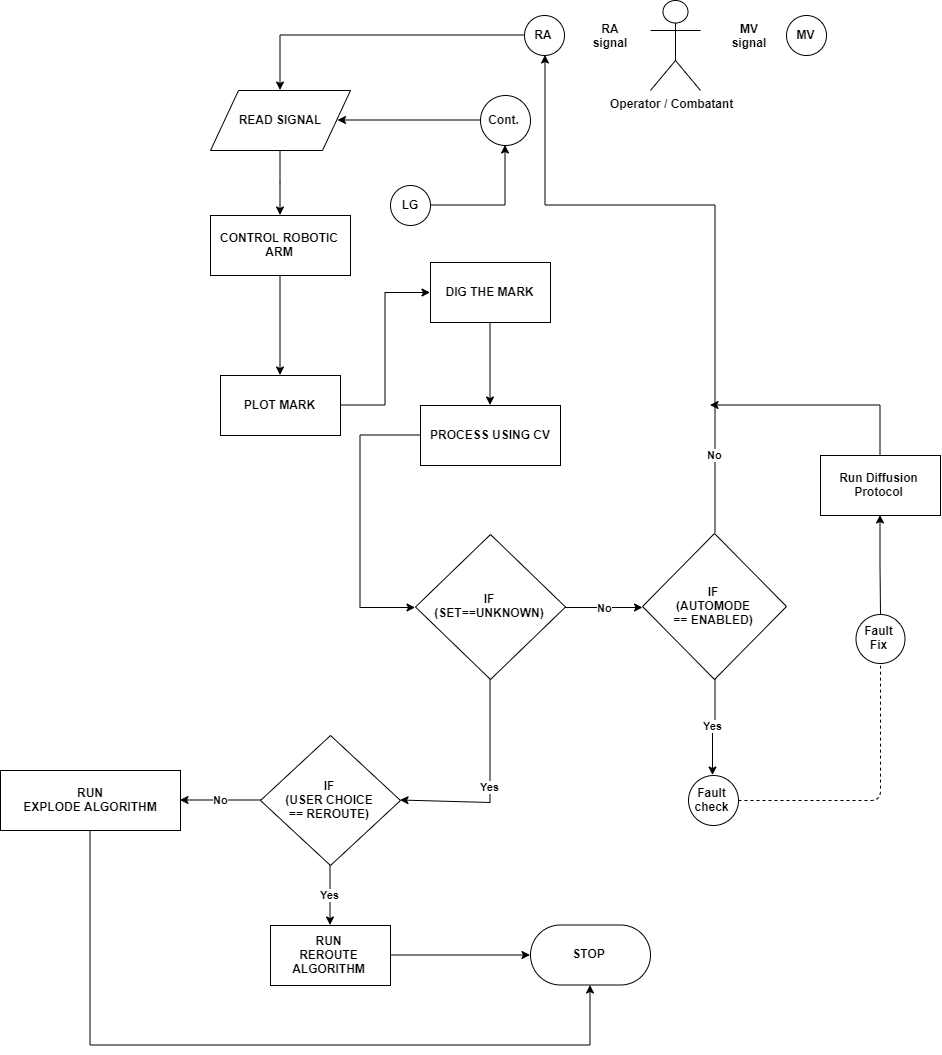 RA
RA
signal
MV
signal
MV
Operator / Combatant
READ SIGNAL
Cont.
LG
CONTROL ROBOTIC
ARM
DIG THE MARK
PLOT MARK
PROCESS USING CV
No
Run Diffusion
Protocol
IF
(SET==UNKNOWN)
No
IF
(AUTOMODE
== ENABLED)
Fault
Fix
Yes
Yes
Fault
check
RUN
EXPLODE ALGORITHM
No
IF
(USER CHOICE
== REROUTE)
Yes
RUN
REROUTE
ALGORITHM
STOP